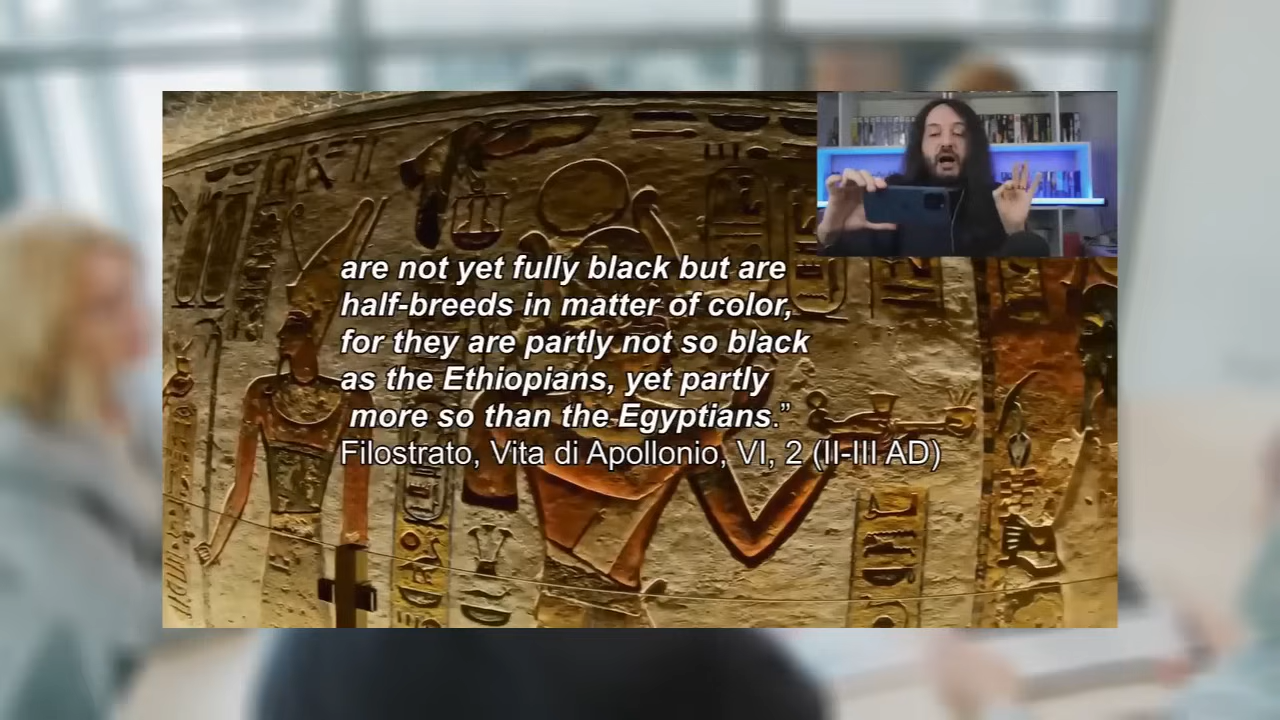 are not yet fully black but are
half-breeds in matter of color,
for they are partly not so black
as the Ethiopians, yet partly
more so than the Egyptians.”
Filostrato, Vita di Apollonio, VI, 2 (II-III AD)